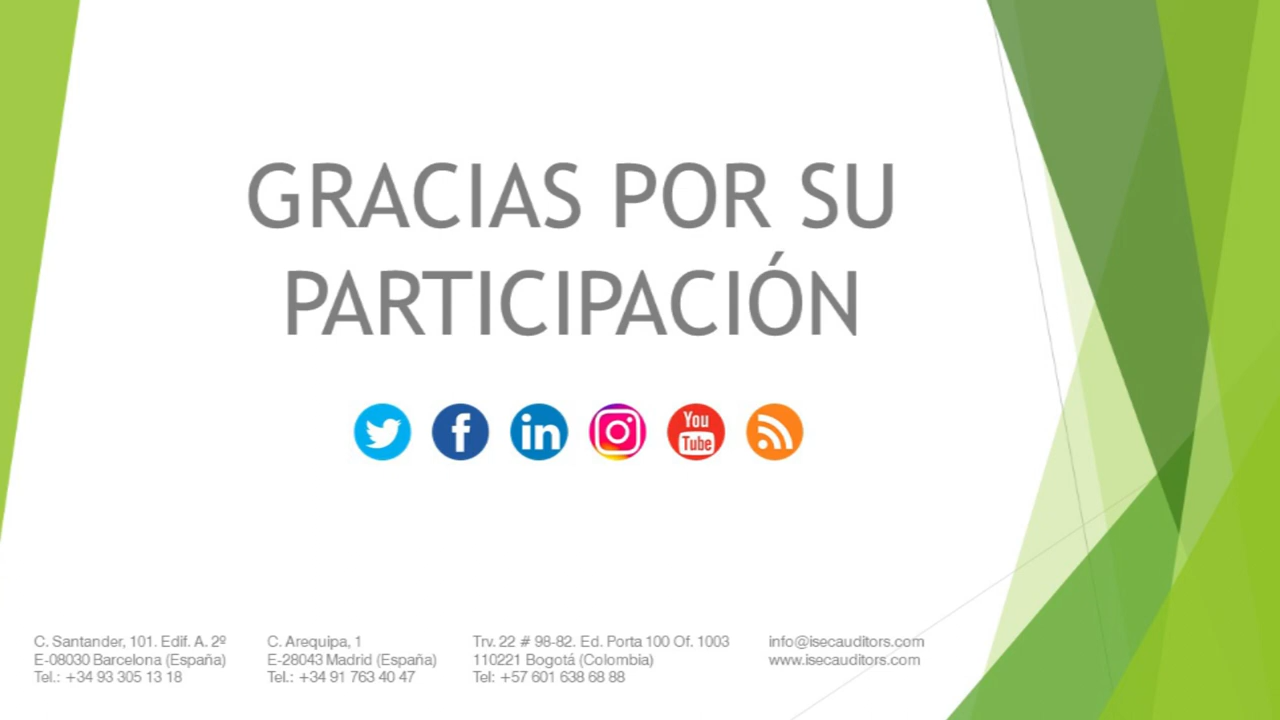 GRACIAS POR SU
PARTICIPACIÓN
in
You
Tube
C. Santander, 101. Edif. A. 2º
E-08030 Barcelona (España)
Tel.: +34 93 305 13 18
C. Arequipa, 1
E-28043 Madrid (España)
Tel.: +34 91 763 40 47
Trv. 22 # 98-82. Ed. Porta 100 Of. 1003
110221 Bogotá (Colombia)
Tel: +57 601 638 68 88
info@isecauditors.com
www.isecauditors.com